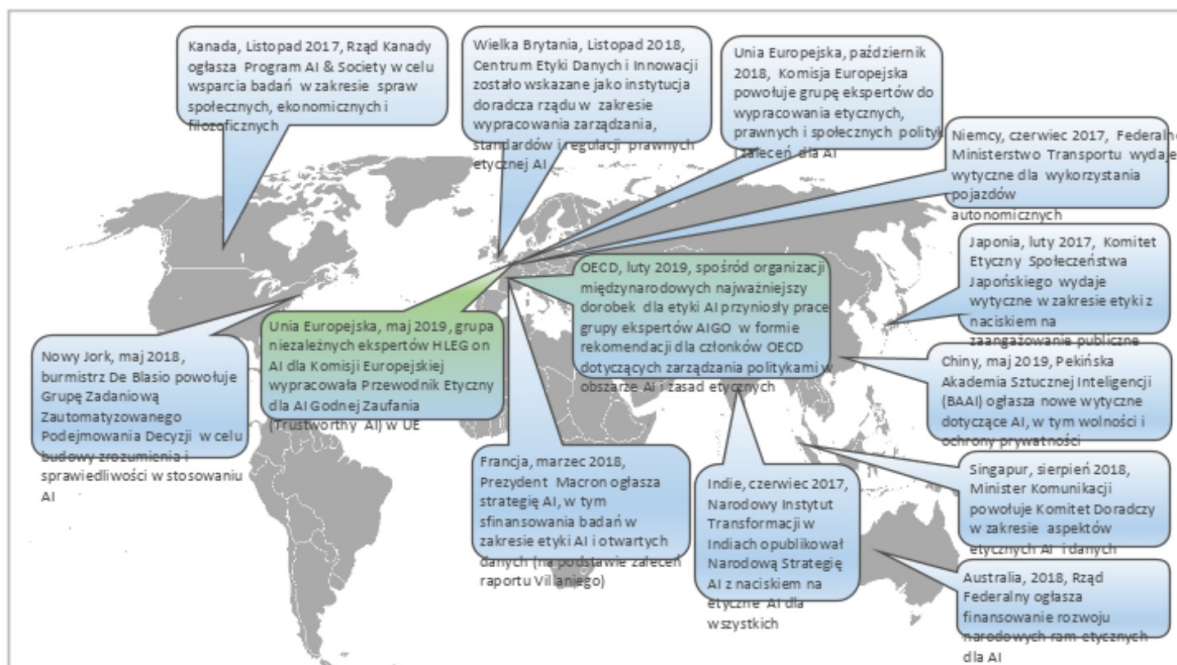 Kanada, Listopad 2017, Rząd Kanady
ogłasza Program AI & Society w celu
wsparcia badań w zakresie spraw
społecznych, ekonomicznych i
filozoficznych
Wielka Brytania, Listopad 2018,
Centrum Etyki Danych i Innowacji
zostało wskazane jako instytucja
doradcza rządu w zakresie
wypracowania zarządzania,
standardów i regulacji prawnych
etycznej AI
Unia Europejska, październik
2018, Komisja Europejska
powołuje grupę ekspertów do
wypracowania etycznych,
prawnych i społecznych polityk
i zaleceń dla AI
Niemcy, czerwiec 2017, Federalne
Ministerstwo Transportu wydaje
wytyczne dla wykorzystania
pojazdów
autonomicznych
Japonia, luty 2017, Komitet
Etyczny Społeczeństwa
Japońskiego wydaje
wytyczne w zakresie etyki z
naciskiem na
zaangażowanie publiczne
OECD, luty 2019, spośród organizacji
międzynarodowych najważniejszy
dorobek dla etyki AI przyniosły prace
grupy ekspertów AIGO w formie
rekomendacji dla członków OECD
dotyczących zarządzania politykami w
obszarze AI i zasad etycznych
Unia Europejska, maj 2019, grupa
niezależnych ekspertów HLEG on
AI dla Komisji Europejskiej
wypracowała Przewodnik Etyczny
dla AI Godnej Zaufania
(Trustworthy AI) w UE
Nowy Jork, maj 2018,
burmistrz De Blasio powołuje
Grupę Zadaniową
Zautomatyzowanego
Podejmowania Decyzji w celu
budowy zrozumienia i
sprawiedliwości w stosowaniu
AI
Chiny, maj 2019, Pekińska
Akademia Sztucznej Inteligencji
(BAAI) ogłasza nowe wytyczne
dotyczące AI, w tym wolności i
ochrony prywatności
Francja, marzec 2018,
Prezydent Macron ogłasza
strategię AI, w tym
sfinansowania badań w
zakresie etyki AI i otwartych
danych (na podstawie zaleceń
raportu Villaniego)
Indie, czerwiec 2017,
Narodowy Instytut
Transformacji w
Indiach opublikował
Narodową Strategię
AI z naciskiem na
etyczne AI dla
wszystkich
Singapur, sierpień 2018,
Minister Komunikacji
powołuje Komitet Doradczy
w zakresie aspektów
etycznych AI i danych
Australia, 2018, Rząd
Federalny ogłasza
finansowanie rozwoju
narodowych ram etycznych
dla AI